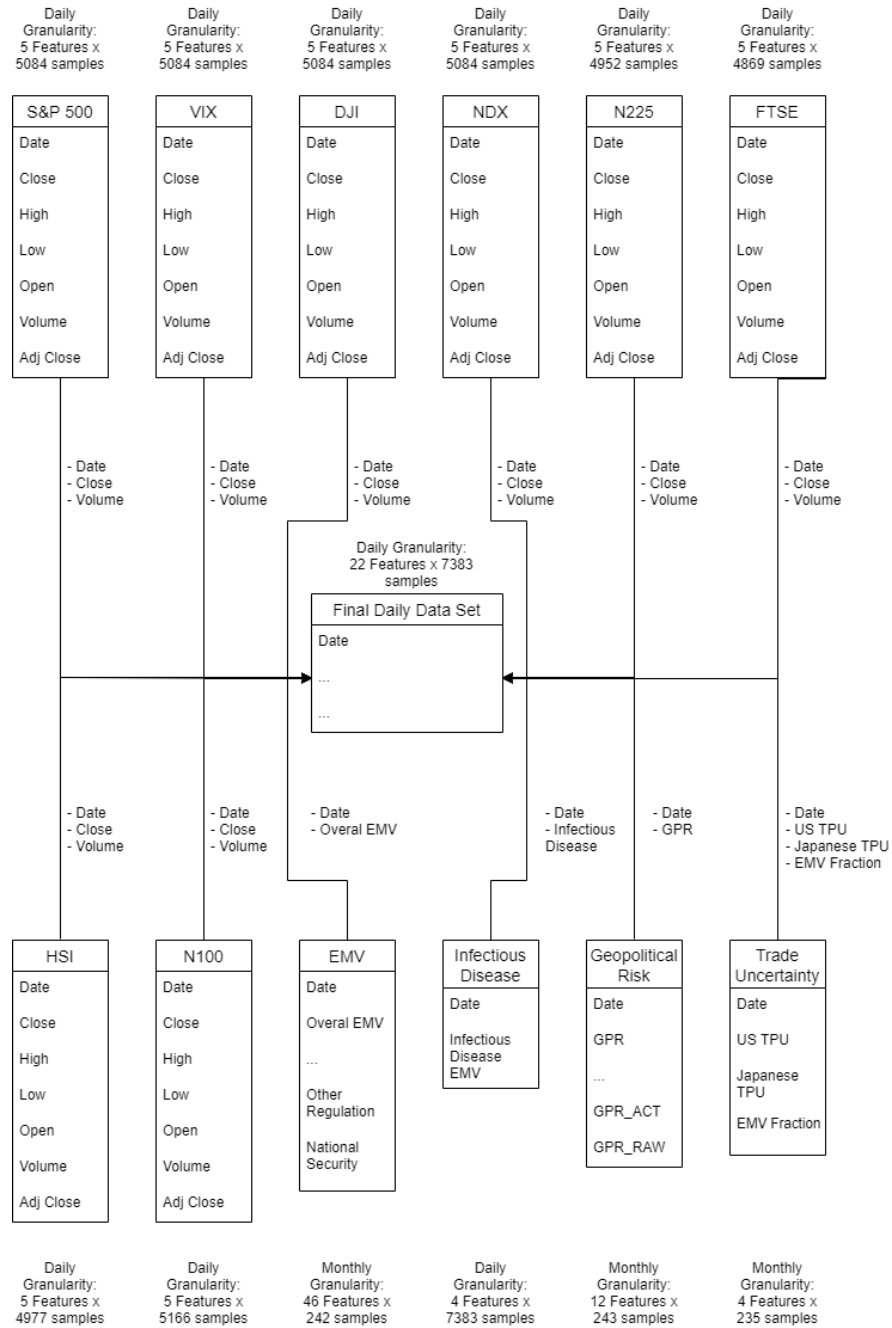 Daily
Granularity:
5 Features x
5084 samples
Daily
Granularity:
5 Features x
5084 samples
Daily
Granularity:
5 Features x
5084 samples
Daily
Granularity:
5 Features x
5084 samples
Daily
Granularity:
5 Features x
4952 samples
Daily
Granularity:
5 Features x
4869 samples
S&P 500
Date
Close
High
Low
Open
Volume
Adj Close
VIX
Date
Close
High
Low
Open
Volume
Adj Close
DJI
Date
Close
High
Low
Open
Volume
Adj Close
NDX
Date
Close
High
Low
Open
Volume
Adj Close
N225
Date
Close
High
Low
Open
Volume
Adj Close
FTSE
Date
Close
High
Low
Open
Volume
Adj Close
- Date
- Close
- Volume
- Date
- Close
- Volume
- Date
- Close
- Volume
- Date
- Close
- Volume
- Date
- Close
- Volume
- Date
- Close
- Volume
Daily Granularity:
22 Features x 7383
samples
Final Daily Data Set
Date
...
...
- Date
- Close
- Volume
- Date
- Close
- Volume
- Date
- Overal EMV
- Date
- Infectious
Disease
- Date
- GPR
- Date
- US TPU
- Japanese TPU
- EMV Fraction
HSI
Date
Close
High
Low
Open
Volume
Adj Close
N100
Date
Close
High
Low
Open
Volume
Adj Close
EMV
Date
Overal EMV
...
Other
Regulation
National
Security
Infectious
Disease
Date
Infectious
Disease
EMV
Geopolitical
Risk
Date
GPR
...
GPR_ACT
GPR_RAW
Trade
Uncertainty
Date
US TPU
Japanese
TPU
EMV Fraction
Daily
Granularity:
5 Features x
4977 samples
Daily
Granularity:
5 Features x
5166 samples
Monthly
Granularity:
46 Features x
242 samples
Daily
Granularity:
4 Features x
7383 samples
Monthly
Granularity:
12 Features x
243 samples
Monthly
Granularity:
4 Features x
235 samples